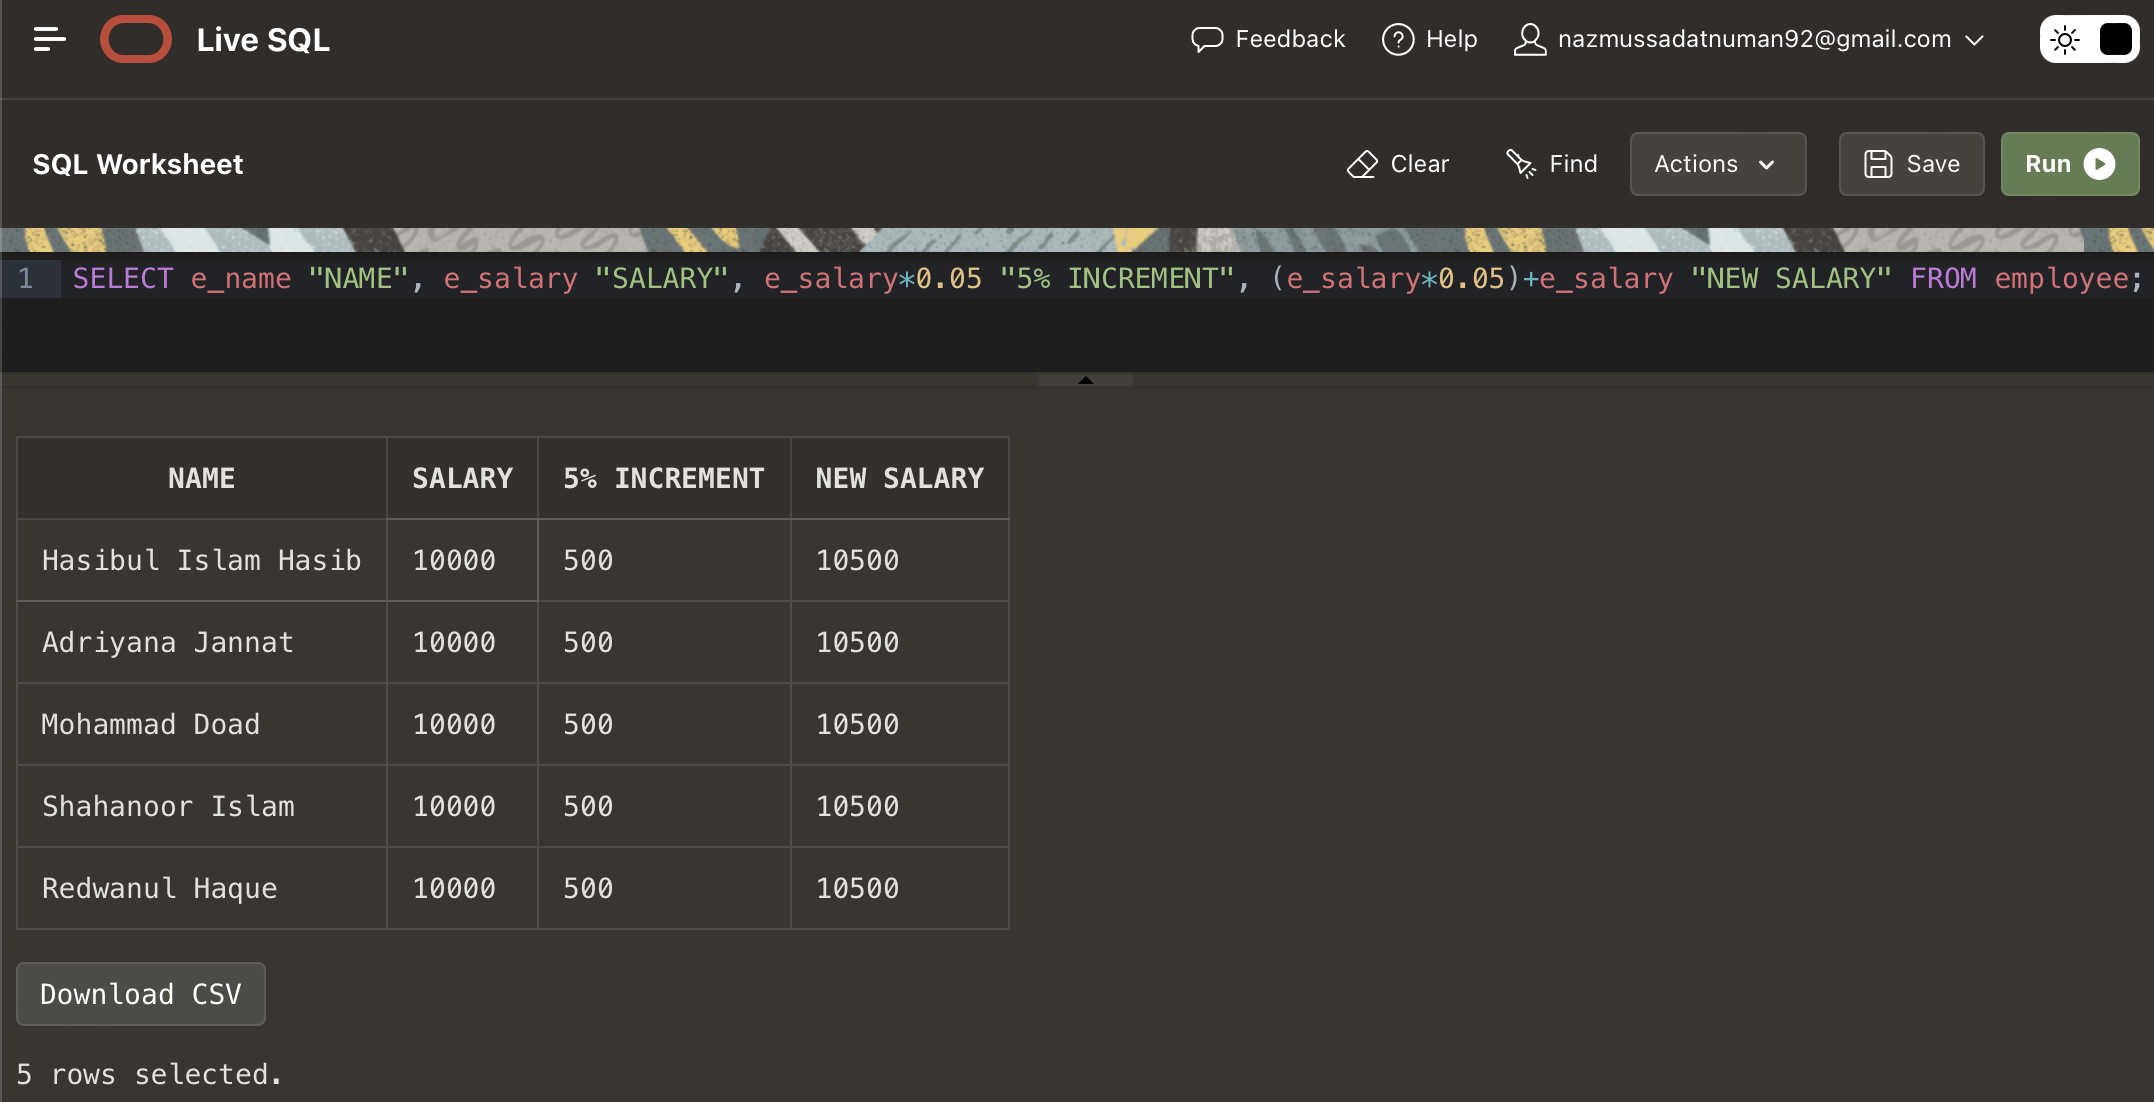 Live SQL
Feedback Help nazmussadatnuman92@gmail.com
SQL Worksheet
Clear Find Actions Save Run
1 SELECT e_name "NAME", e_salary "SALARY", e_salary*0.05 "5% INCREMENT", (e_salary*0.05)+e_salary "NEW SALARY" FROM employee;
NAME SALARY 5% INCREMENT NEW SALARY
Hasibul Islam Hasib 10000 500 10500
Adriyana Jannat 10000 500 10500
Mohammad Doad 10000 500 10500
Shahanoor Islam 10000 500 10500
Redwanul Haque 10000 500 10500
Download CSV
5 rows selected.